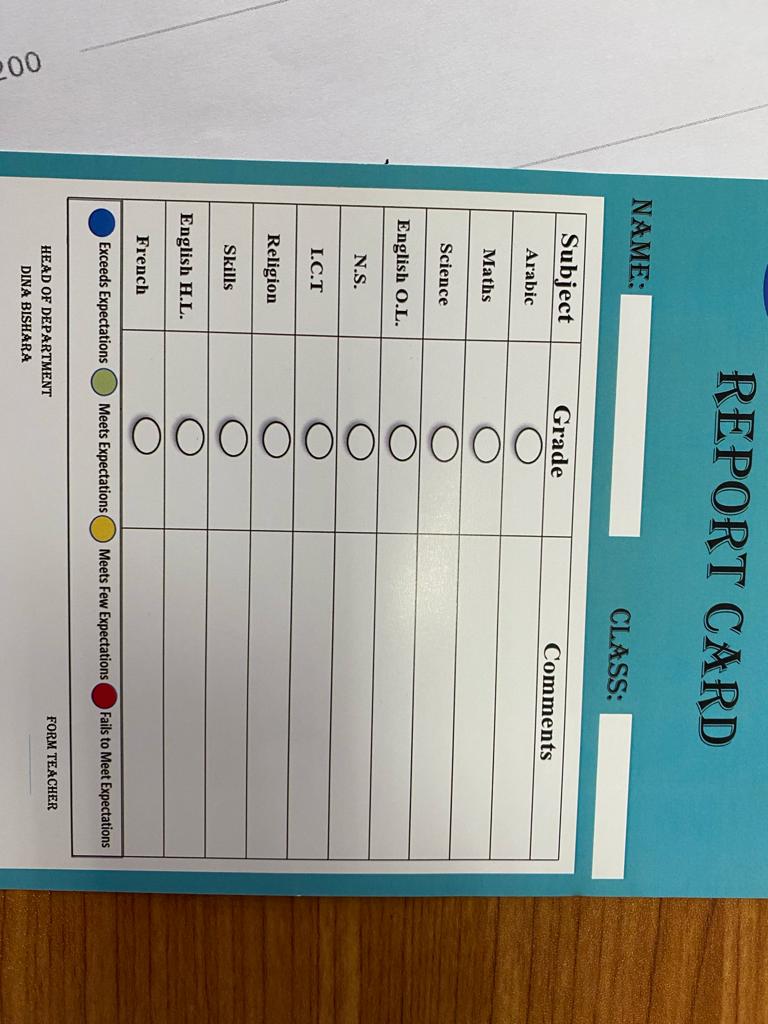 200
REPORT CARD
NAME: CLASS:
Subject Grade Comments
Arabic
Maths
Science
English O.L.
N.S.
I.C.T
Religion
Skills
English H.L.
French
Exceeds Expectations Meets Expectations Meets Few Expectations Fails to Meet Expectations
HEAD OF DEPARTMENT FORM TEACHER
DINA BISHARA